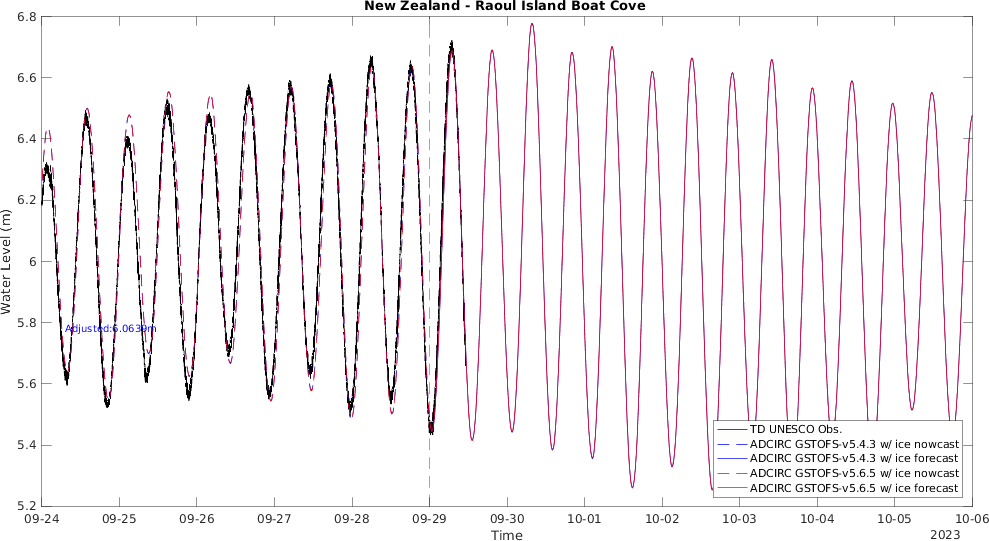 New Zealand - Raoul Island Boat Cove
6.8
6.6
6.4
6.2
6
5.8
5.6
5.4
5.2
Water Level (m)
Adjusted:6.0639m
TD UNESCO Obs.
ADCIRC GSTOFS-v5.4.3 w/ ice nowcast
ADCIRC GSTOFS-v5.4.3 w/ ice forecast
ADCIRC GSTOFS-v5.6.5 w/ ice nowcast
ADCIRC GSTOFS-v5.6.5 w/ ice forecast
09-24 09-25 09-26 09-27 09-28 09-29 09-30 10-01 10-02 10-03 10-04 10-05 10-06
Time
2023